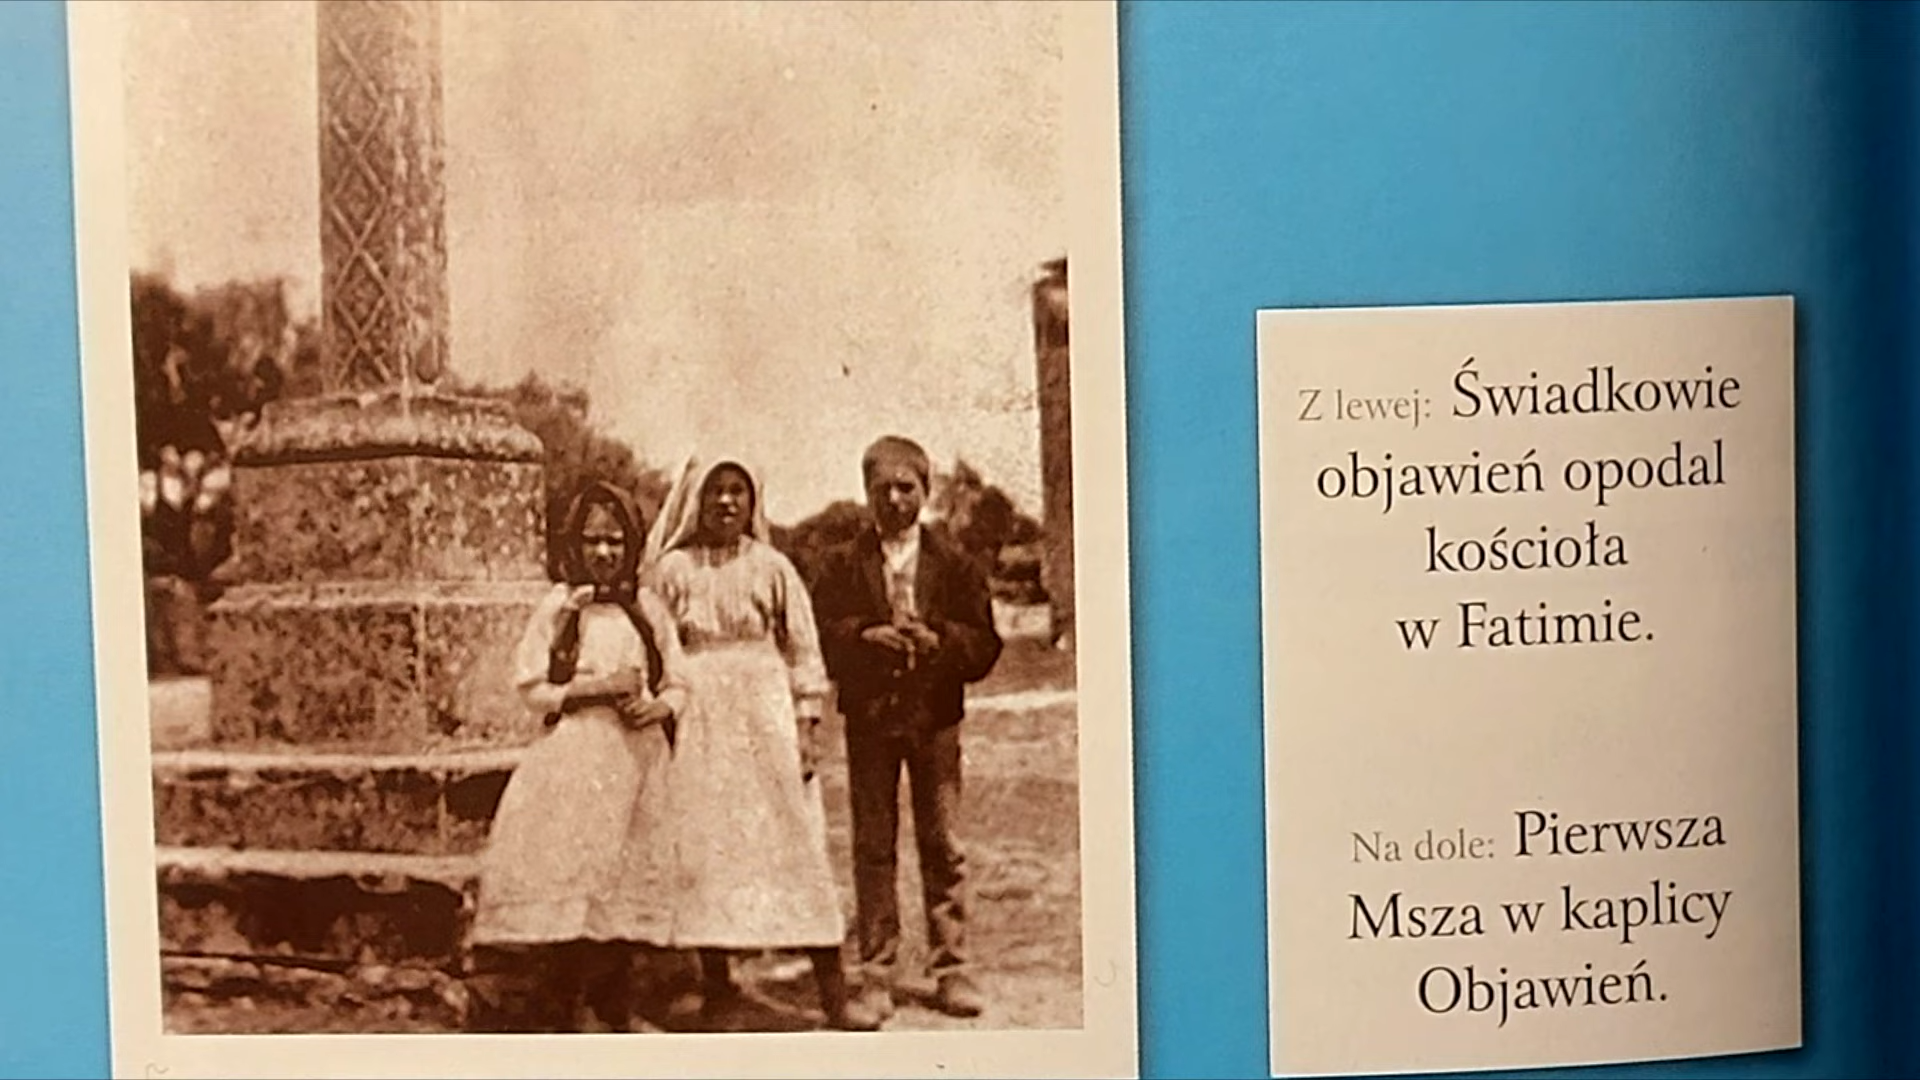 Z lewej: Świadkowie
objawień opodal
kościoła
w Fatimie.
Na dole: Pierwsza
Msza w kaplicy
Objawień.